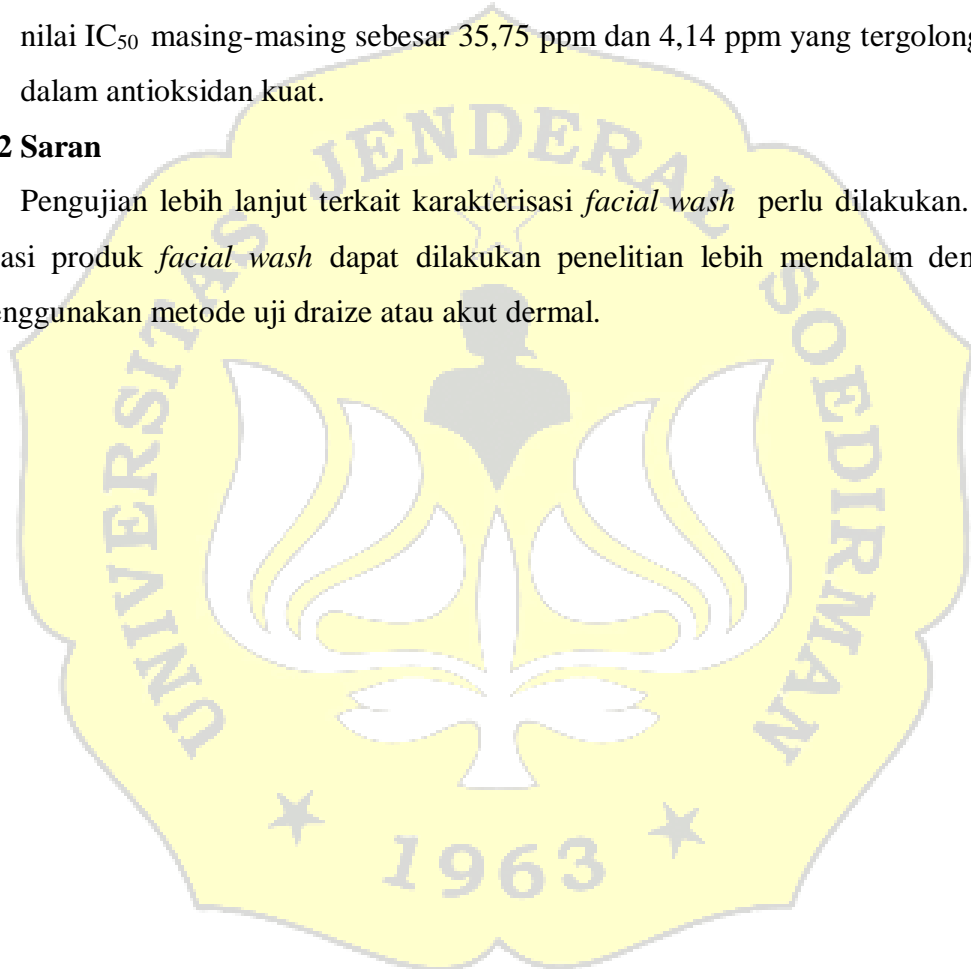 nilai IC₅₀ masing-masing sebesar 35,75 ppm dan 4,14 ppm yang tergolong
dalam antioksidan kuat.
2 Saran
Pengujian lebih lanjut terkait karakterisasi facial wash perlu dilakukan.
asi produk facial wash dapat dilakukan penelitian lebih mendalam den
enggunakan metode uji draize atau akut dermal.
UNIVERSITAS JENDERAL SOEDIRMAN
1963